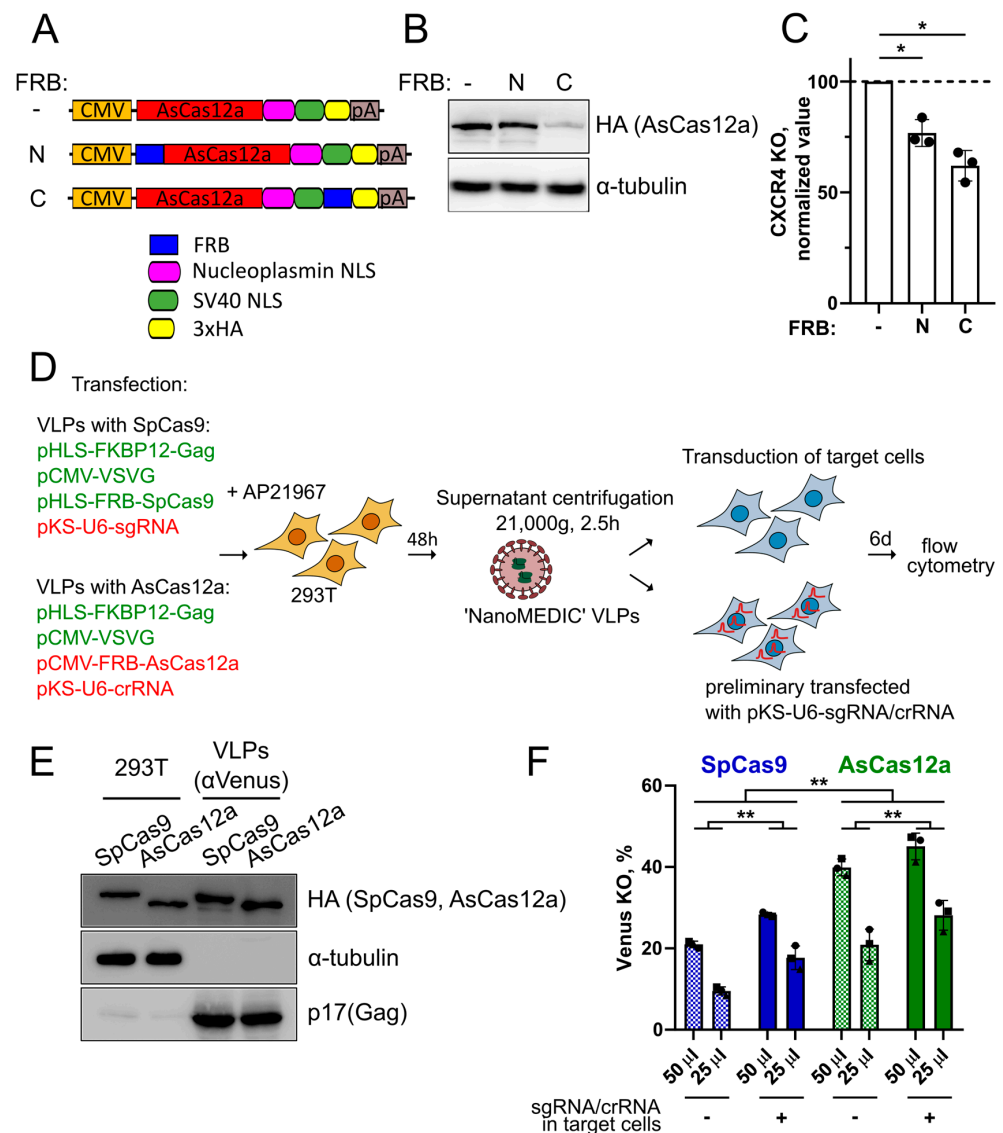 A
FRB:
-
CMV AsCas12a pA
N
CMV AsCas12a pA
C
CMV AsCas12a pA
FRB
Nucleoplasmin NLS
SV40 NLS
3xHA
B
FRB: - N C
HA (AsCas12a)
α-tubulin
C
* 
*
CXCR4 KO,
normalized value
100
50
0
FRB: - N C
D
Transfection:
VLPs with SpCas9:
pHLS-FKBP12-Gag
pCMV-VSVG
pHLS-FRB-SpCas9
pKS-U6-sgRNA
VLPs with AsCas12a:
pHLS-FKBP12-Gag
pCMV-VSVG
pCMV-FRB-AsCas12a
pKS-U6-crRNA
+ AP21967
293T
48h
Supernatant centrifugation
21,000g, 2.5h
'NanoMEDIC' VLPs
Transduction of target cells
preliminary transfected
with pKS-U6-sgRNA/crRNA
6d
flow
cytometry
E
293T
VLPs
(αVenus)
SpCas9 AsCas12a SpCas9 AsCas12a
HA (SpCas9, AsCas12a)
α-tubulin
p17(Gag)
F
SpCas9 AsCas12a
**
** **
Venus KO, %
60
40
20
0
50 µl 25 µl 50 µl 25 µl 50 µl 25 µl 50 µl 25 µl
sgRNA/crRNA
in target cells
- + - +